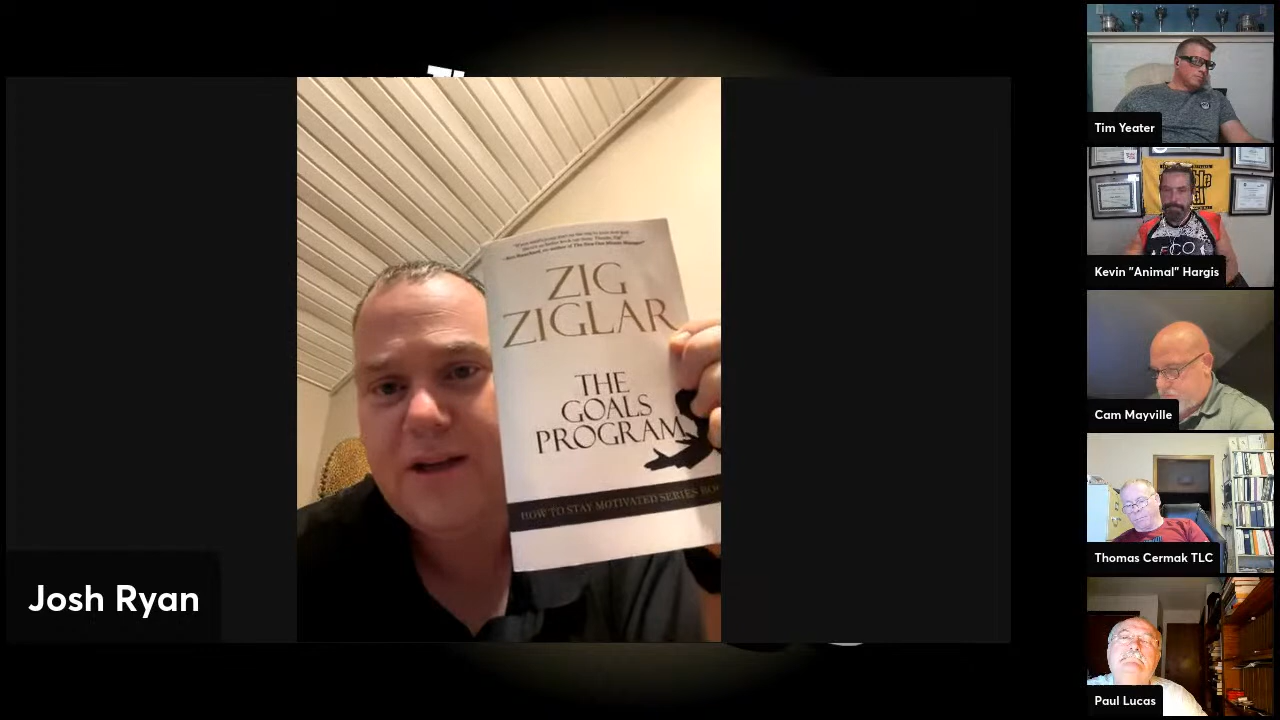 ZIG
ZIGLAR
THE
GOALS
PROGRAM
HOW TO STAY MOTIVATED SERIES
Josh Ryan
Tim Yeater
Kevin "Animal" Hargis
Cam Mayville
Thomas Cermak TLC
Paul Lucas